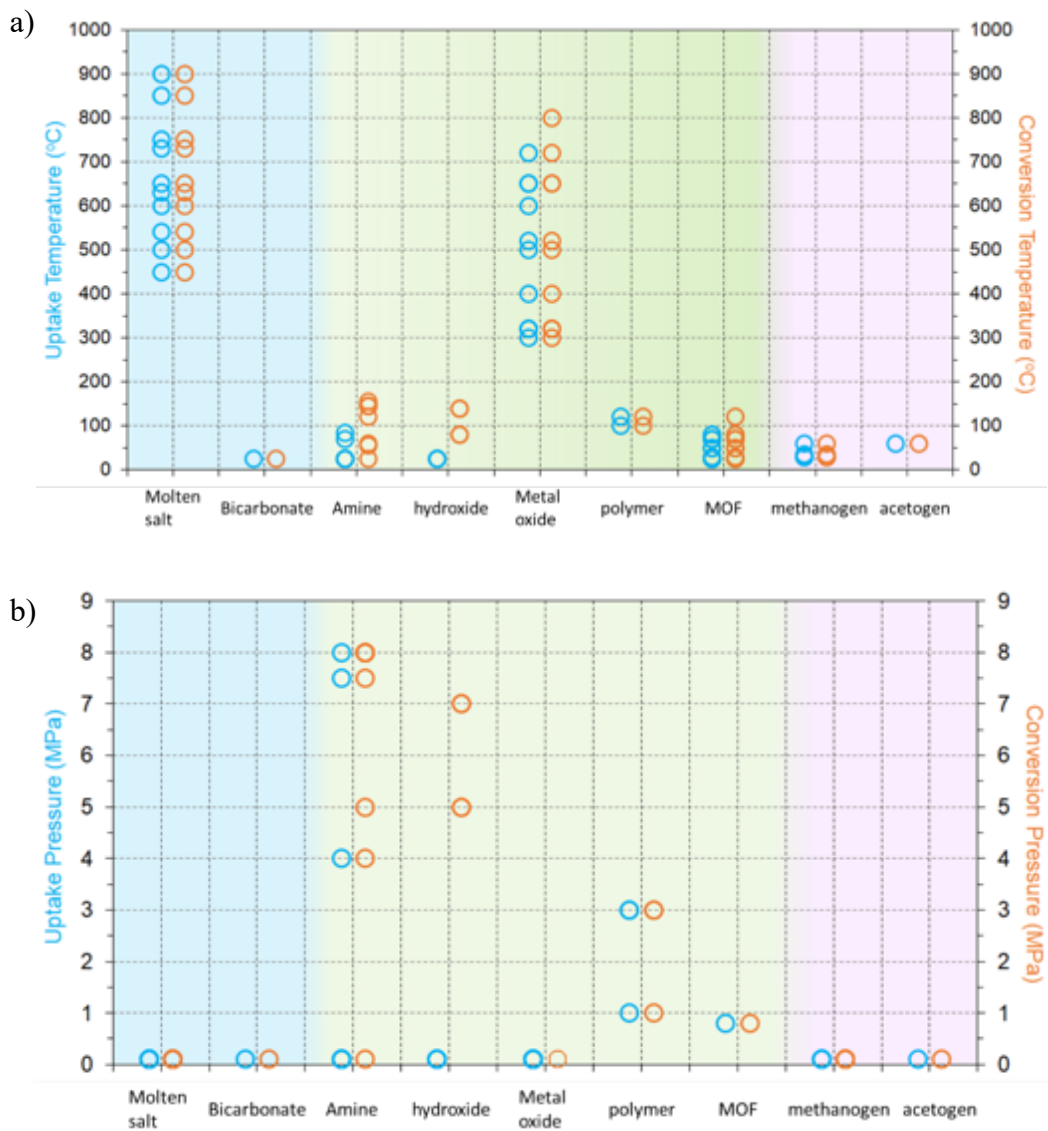 a)
1000
900
800
700
600
500
400
300
200
100
0
Uptake Temperature (°C)
1000
900
800
700
600
500
400
300
200
100
0
Conversion Temperature (°C)
Molten salt
Bicarbonate
Amine
hydroxide
Metal oxide
polymer
MOF
methanogen
acetogen
b)
9
8
7
6
5
4
3
2
1
0
Uptake Pressure (MPa)
9
8
7
6
5
4
3
2
1
0
Conversion Pressure (MPa)
Molten salt
Bicarbonate
Amine
hydroxide
Metal oxide
polymer
MOF
methanogen
acetogen